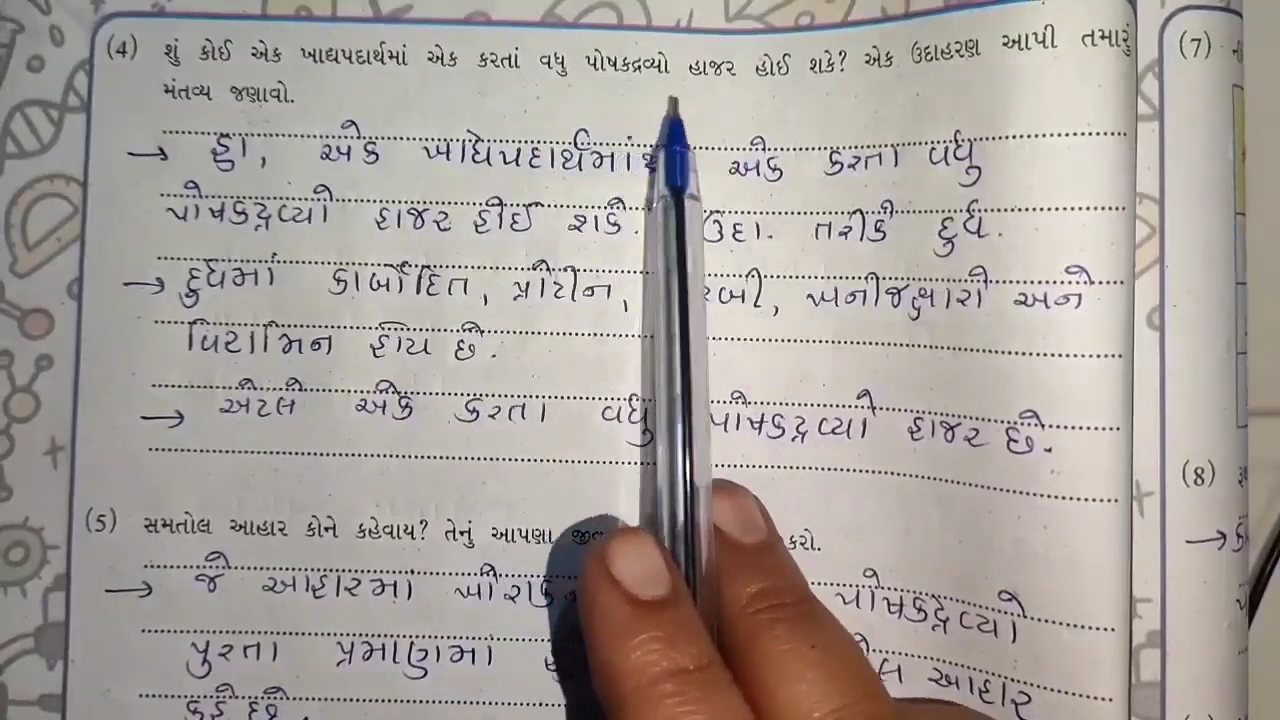 (4) શું કોઈ એક ખાદ્યપદાર્થમાં એક કરતાં વધુ પોષકદ્રવ્યો હાજર હોઈ શકે? એક ઉદાહરણ આપી તમારું
મંતવ્ય જણાવો.
→ હા, એક ખાદ્યપદાર્થમાં એક કરતા વધુ
પોષકદ્રવ્યો હાજર હોઈ શકે. ઉદા. તરીકે દુધ.
→ દુધમાં કાર્બોદિત, પ્રોટીન, રબી, ખનીજક્ષારો અને
વિટામિન હોય છે.
→ એટલે એક કરતા વધુ પોષકદ્રવ્યો હાજર છે.
(5) સમતોલ આહાર કોને કહેવાય? તેનું આપણા કરો.
→ જે આહારમાં ખોરાક પોષકદ્રવ્યો
પુરતા પ્રમાણમા આહાર
કહે છે.
(7)
(8)
→